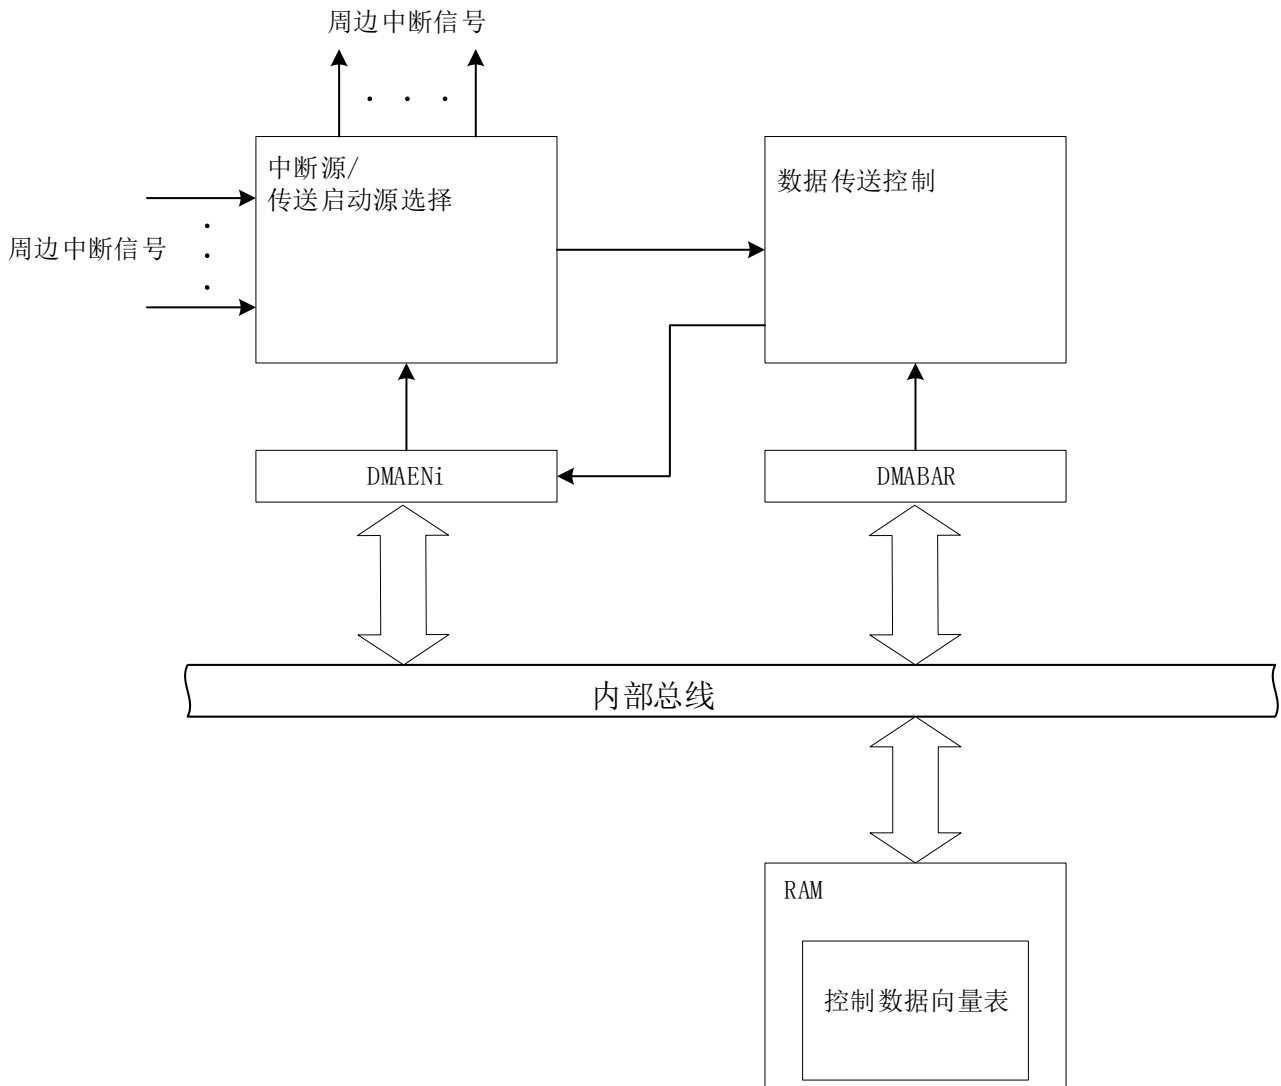 周边中断信号
中断源/
传送启动源选择
数据传送控制
周边中断信号
DMAENi
DMABAR
内部总线
RAM
控制数据向量表